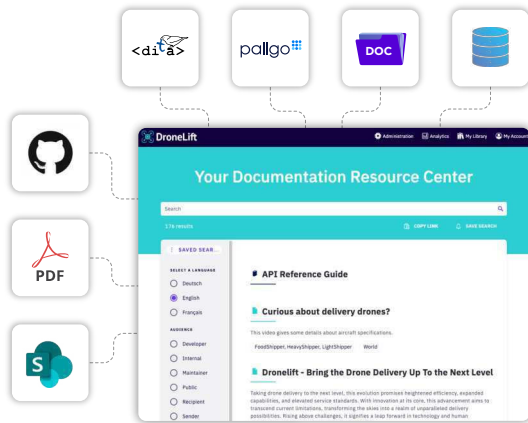 <dita>
pallgo
DOC
PDF
S
DroneLift
Administration
Analytics
My Library
My Account
Your Documentation Resource Center
Search
176 results
COPY LINK
SAVE SEARCH
SAVED SEAR...
SELECT A LANGUAGE
Deutsch
English
Français
AUDIENCE
Developer
Internal
Maintainer
Public
Recipient
Sender
API Reference Guide
Curious about delivery drones?
This video gives some details about aircraft specifications.
FoodShipper, HeavyShipper, LightShipper World
Dronelift - Bring the Drone Delivery Up To the Next Level
Taking drone delivery to the next level, this evolution promises heightened efficiency, expanded
capabilities, and elevated service standards. With innovation at its core, this advancement aims to
transcend current limitations, transforming the skies into a realm of unparalleled delivery
possibilities. Rising above challenges, it signifies a leap forward in technology and human